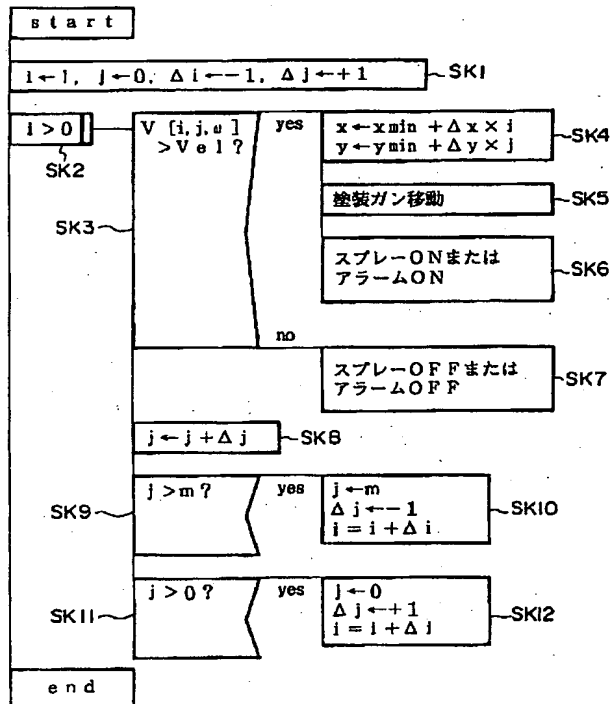 start
i←l, j←0, Δi←-1, Δj←+1
SK1
i>0
SK2
V [i,j,ω]
>Vel?
SK3
yes
x←xmin +Δx×i
y←ymin +Δy×j
SK4
塗装ガン移動
SK5
スプレーONまたは
アラームON
SK6
no
スプレーOFFまたは
アラームOFF
SK7
j←j+Δj
SK8
j>m?
SK9
yes
j←m
Δj←-1
i=i+Δi
SK10
j>0?
SK11
yes
j←0
Δj←+1
i=i+Δi
SK12
end